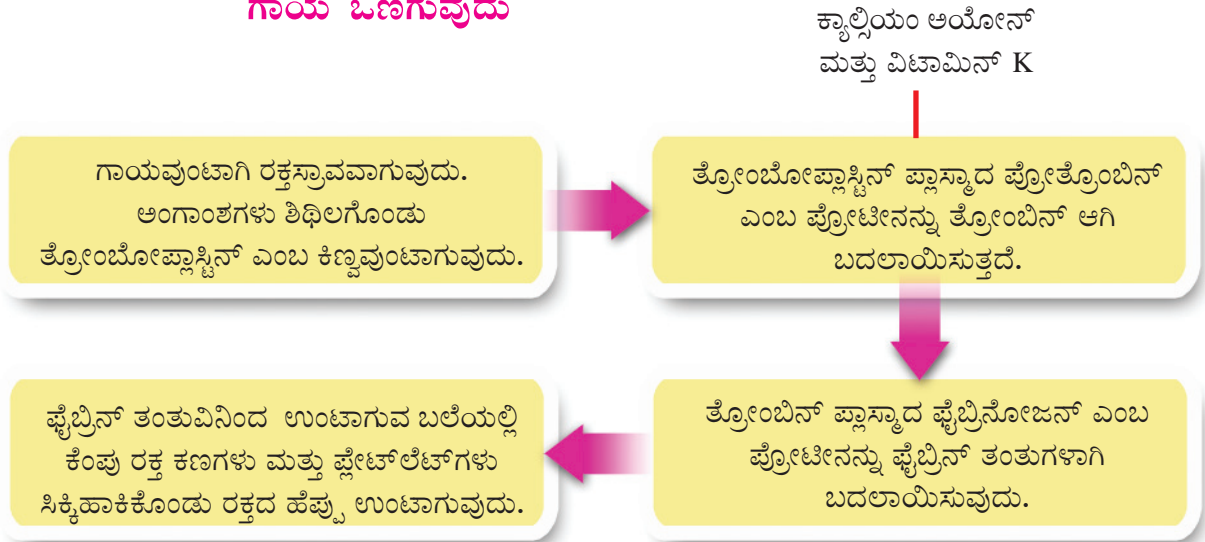 ಗಾಯ ಒಣಗುವುದು
ಕ್ಯಾಲ್ಸಿಯಂ ಅಯೋನ್
ಮತ್ತು ವಿಟಾಮಿನ್ K
ಗಾಯವುಂಟಾಗಿ ರಕ್ತಸ್ರಾವವಾಗುವುದು.
ಅಂಗಾಂಶಗಳು ಶಿಥಿಲಗೊಂಡು
ತ್ರೋಂಬೋಪ್ಲಾಸ್ಟಿನ್ ಎಂಬ ಕಿಣ್ವವುಂಟಾಗುವುದು.
ತ್ರೋಂಬೋಪ್ಲಾಸ್ಟಿನ್ ಪ್ಲಾಸ್ಮಾದ ಪ್ರೋತ್ರೊಂಬಿನ್
ಎಂಬ ಪ್ರೋಟೀನನ್ನು ತ್ರೋಂಬಿನ್ ಆಗಿ
ಬದಲಾಯಿಸುತ್ತದೆ.
ತ್ರೋಂಬಿನ್ ಪ್ಲಾಸ್ಮಾದ ಫೈಬ್ರಿನೋಜನ್ ಎಂಬ
ಪ್ರೋಟೀನನ್ನು ಫೈಬ್ರಿನ್ ತಂತುಗಳಾಗಿ
ಬದಲಾಯಿಸುವುದು.
ಫೈಬ್ರಿನ್ ತಂತುವಿನಿಂದ ಉಂಟಾಗುವ ಬಲೆಯಲ್ಲಿ
ಕೆಂಪು ರಕ್ತ ಕಣಗಳು ಮತ್ತು ಪ್ಲೇಟ್‌ಲೆಟ್‌ಗಳು
ಸಿಕ್ಕಿಹಾಕಿಕೊಂಡು ರಕ್ತದ ಹೆಪ್ಪು ಉಂಟಾಗುವುದು.